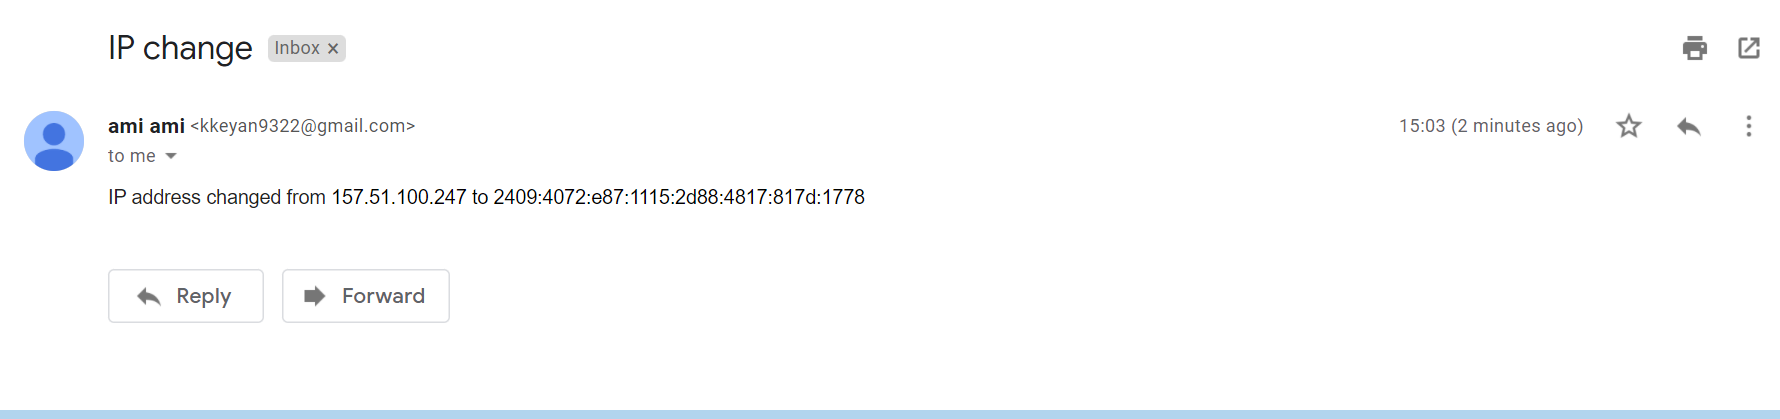 IP change Inbox ×
ami ami <kkeyan9322@gmail.com> 15:03 (2 minutes ago)
to me
IP address changed from 157.51.100.247 to 2409:4072:e87:1115:2d88:4817:817d:1778
Reply Forward